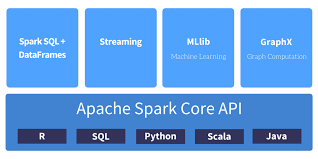 Spark SQL +
DataFrames
Streaming
MLlib
Machine Learning
GraphX
Graph Computation
Apache Spark Core API
R
SQL
Python
Scala
Java